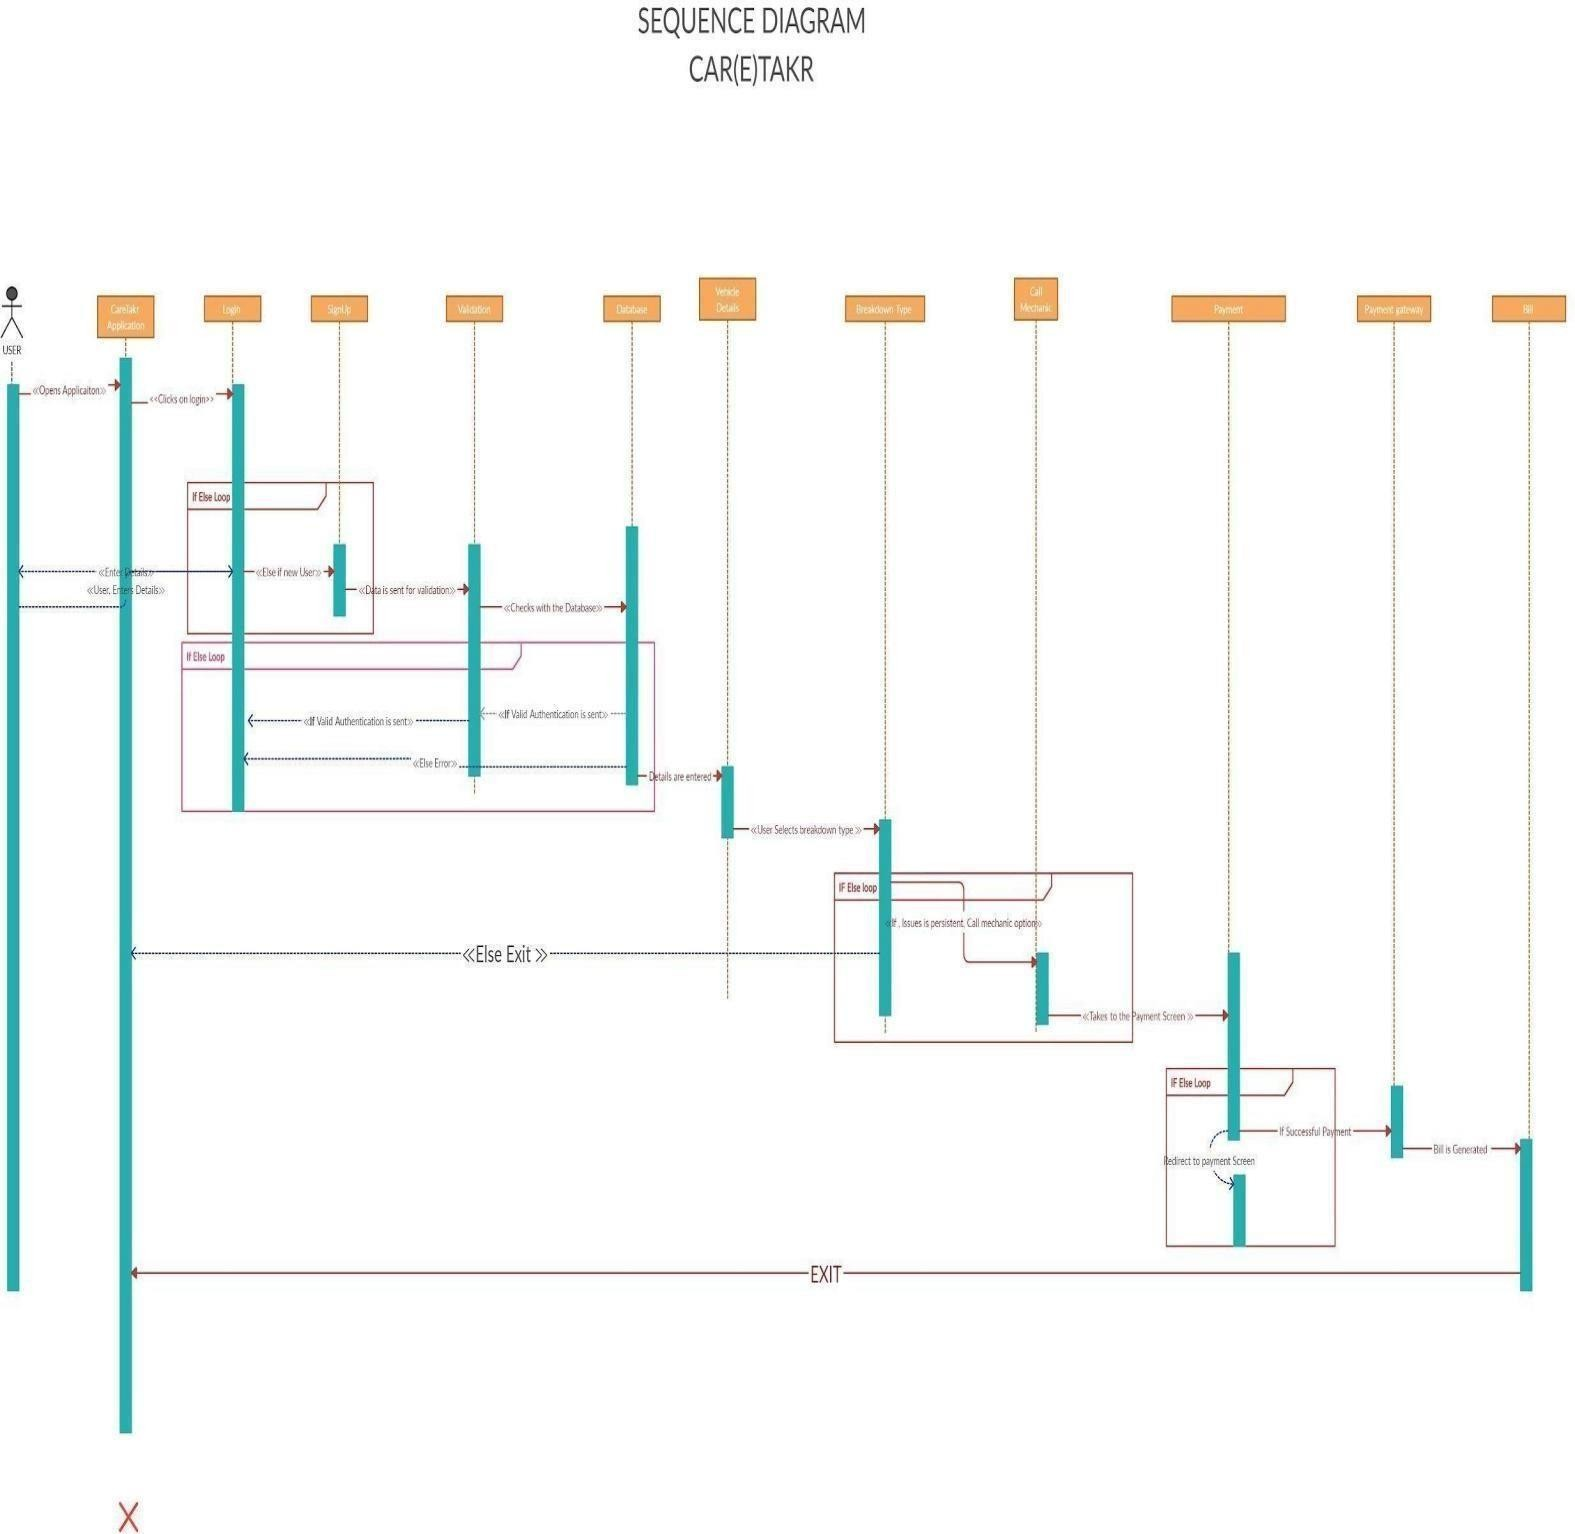 SEQUENCE DIAGRAM
CAR(E)TAKR
USER
CareTakr
Application
Login
SignUp
Validation
Database
Vehicle
Details
Breakdown Type
Call
Mechanic
Payment
Payment gateway
Bill
<<Opens Applicaiton>>
<<Clicks on login>>
If Else Loop
<<Enter Details>>
<<Else if new User>>
<<User, Enters Details>>
<<Data is sent for validation>>
<<Checks with the Database>>
If Else Loop
<<If Valid Authentication is sent>>
<<If Valid Authentication is sent>>
<<Else Error>>
Details are entered
<<User Selects breakdown type >>
IF Else loop
<<If , Issues is persistent, Call mechanic option>>
<<Else Exit >>
<<Takes to the Payment Screen >>
IF Else Loop
If Successful Payment
Bill is Generated
Redirect to payment Screen
EXIT